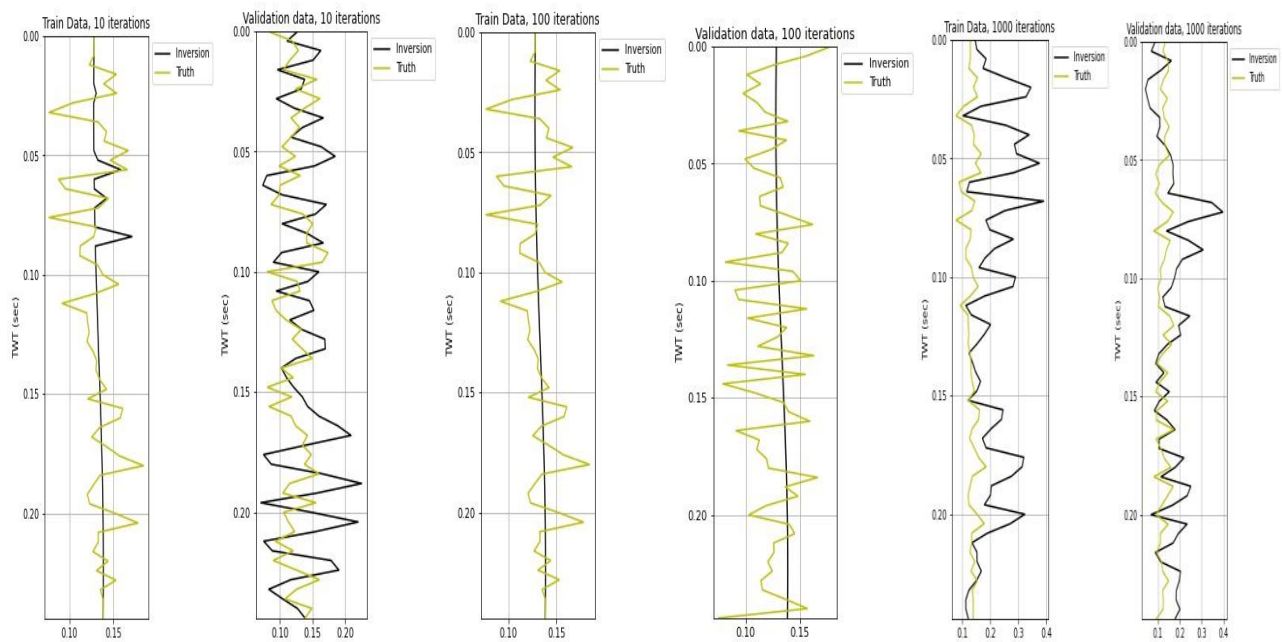 Train Data, 10 iterations
Inversion
Truth
0.00
0.05
0.10
0.15
0.20
TWT (sec)
0.10 0.15
Validation data, 10 iterations
Inversion
Truth
0.00
0.05
0.10
0.15
0.20
0.10 0.15 0.20
Train Data, 100 iterations
Inversion
Truth
0.00
0.05
0.10
0.15
0.20
TWT (sec)
0.10 0.15
Validation data, 100 iterations
Inversion
Truth
0.00
0.05
0.10
0.15
0.20
TWT (sec)
0.10 0.15
Train Data, 1000 iterations
Inversion
Truth
0.00
0.05
0.10
0.15
0.20
TWT (sec)
0.1 0.2 0.3 0.4
Validation data, 1000 iterations
Inversion
Truth
0.00
0.05
0.10
0.15
0.20
TWT (sec)
0.1 0.2 0.3 0.4